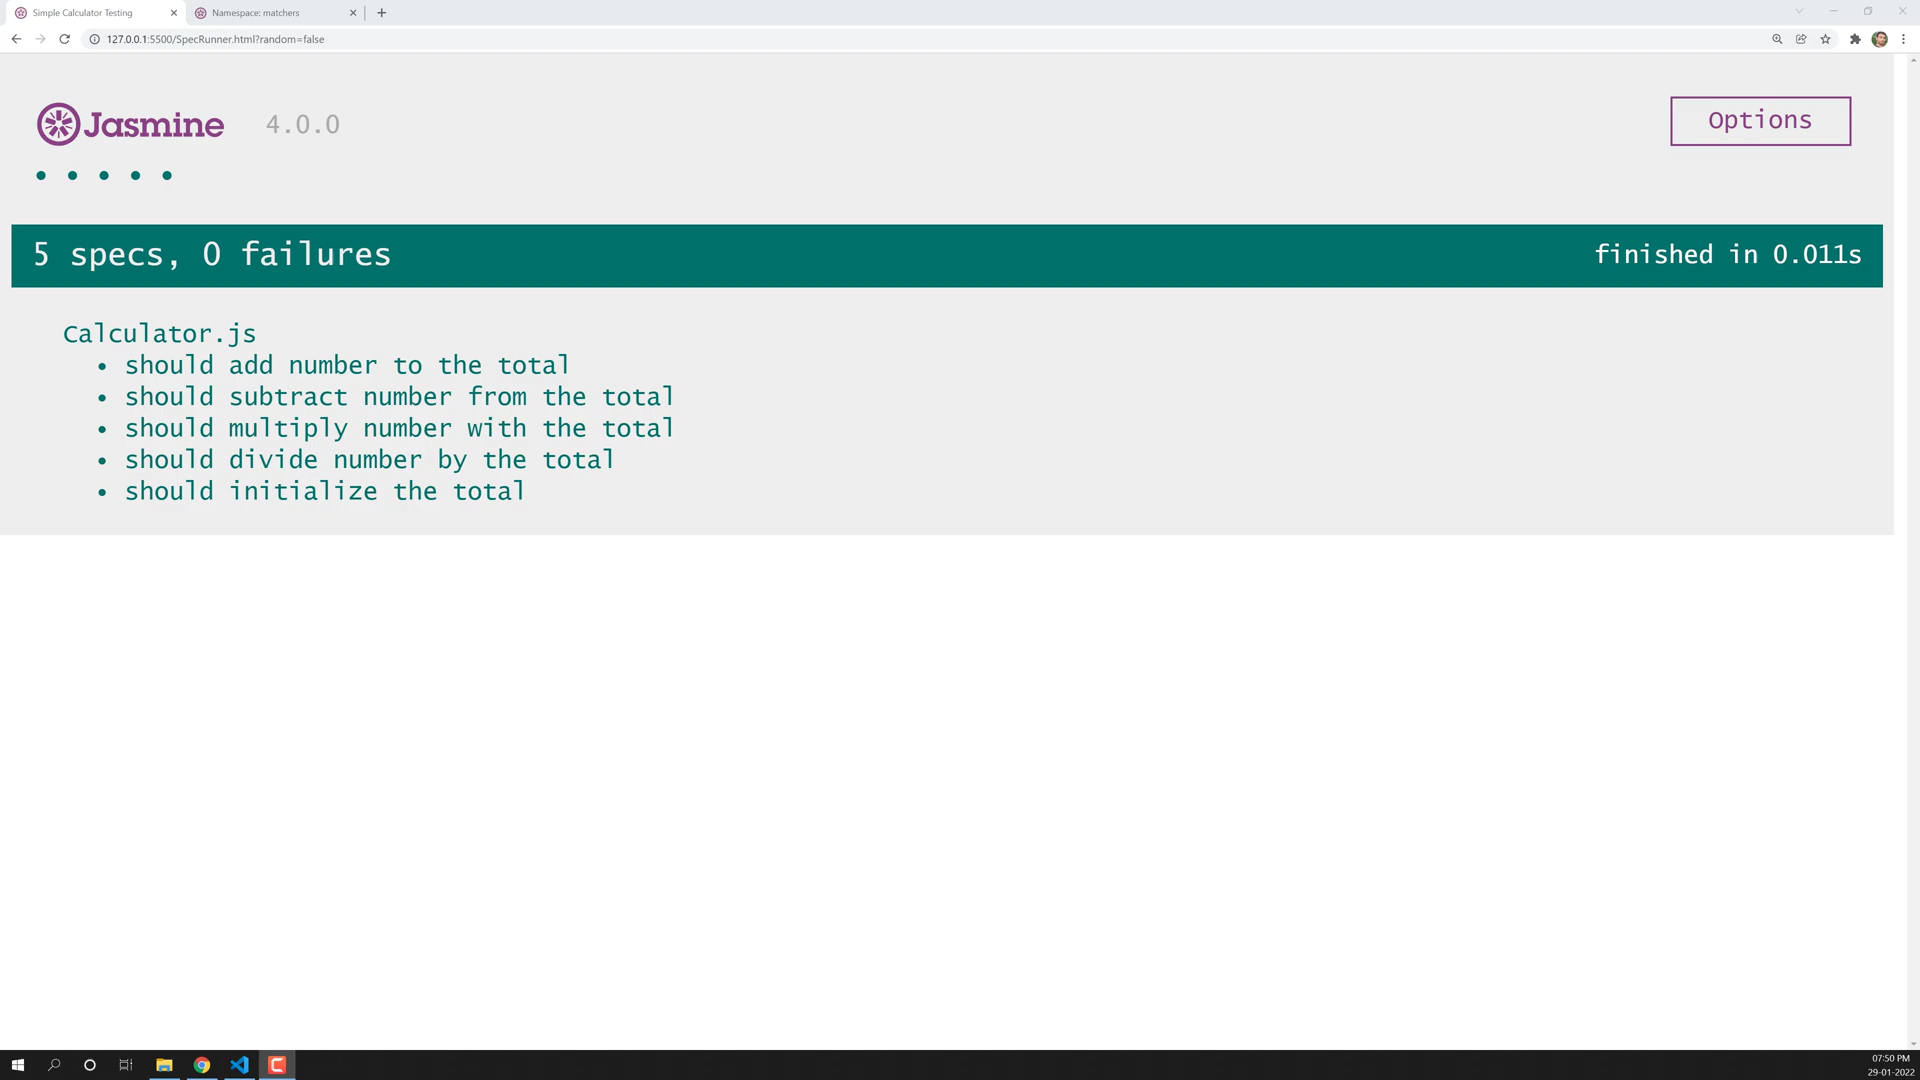 Simple Calculator Testing
Namespace: matchers
127.0.0.1:5500/SpecRunner.html?random=false
Jasmine 4.0.0
Options
5 specs, 0 failures
finished in 0.011s
Calculator.js
• should add number to the total
• should subtract number from the total
• should multiply number with the total
• should divide number by the total
• should initialize the total
07:50 PM
29-01-2022